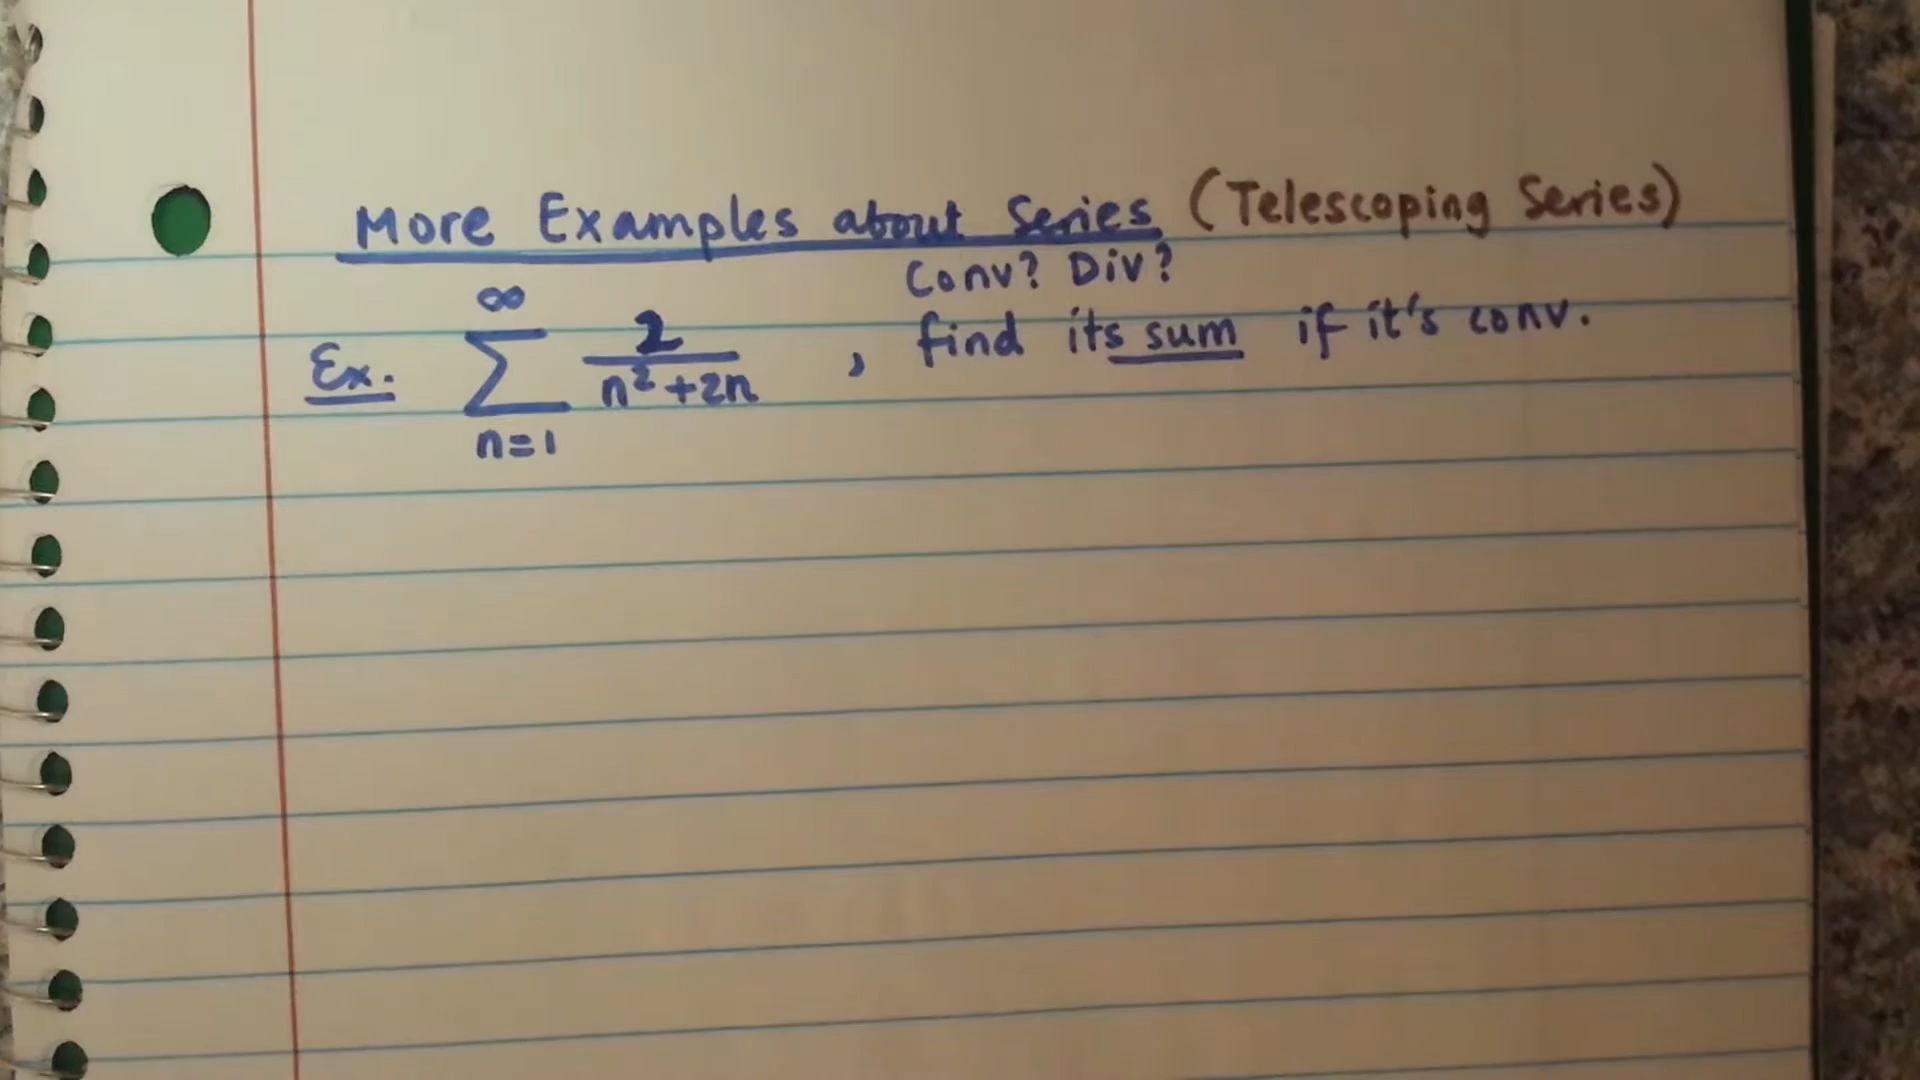 More Examples about Series (Telescoping Series)
Conv? Div?
Ex. ∞ ∑ n=1 2/(n²+2n) , find its sum if it's conv.